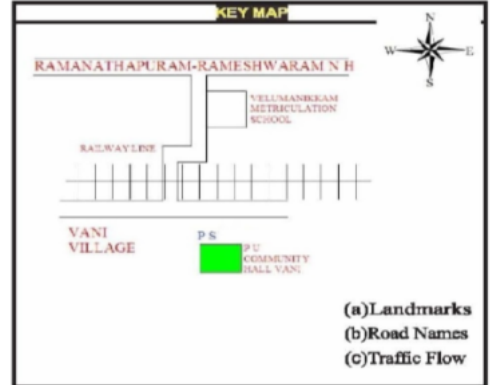 KEY MAP
N
W
E
S
RAMANATHAPURAM-RAMESHWARAM N H
VELUMANIKKAM
METRICULATION
SCHOOL
RAILWAY LINE
VANI
VILLAGE
P S
P U
COMMUNITY
HALL VANI
(a)Landmarks
(b)Road Names
(c)Traffic Flow